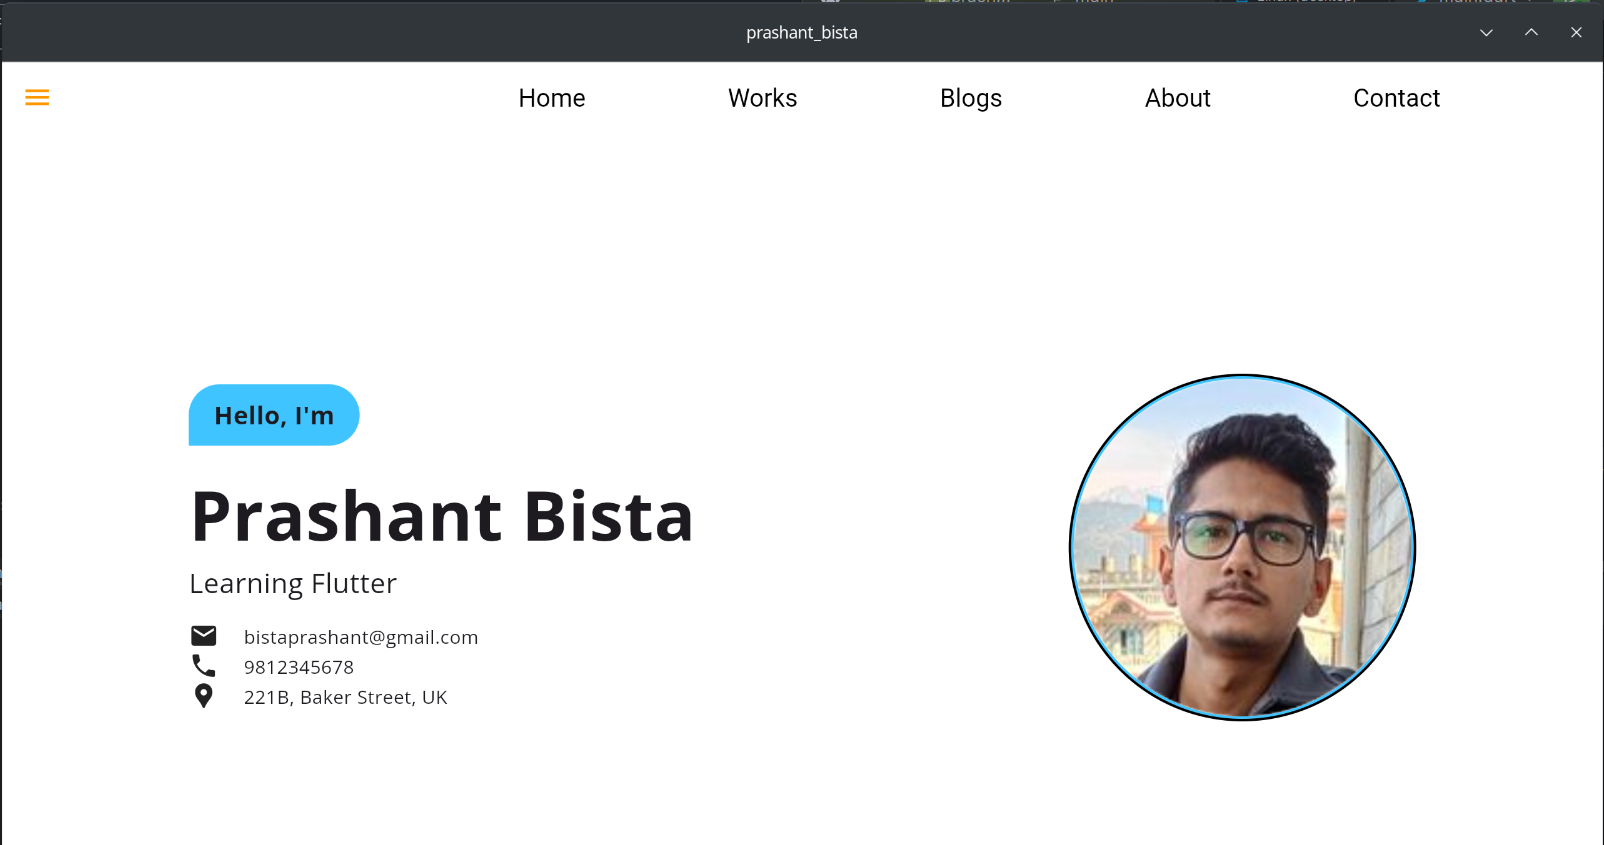 prashant_bista
Home Works Blogs About Contact
Hello, I'm
Prashant Bista
Learning Flutter
bistaprashant@gmail.com
9812345678
221B, Baker Street, UK